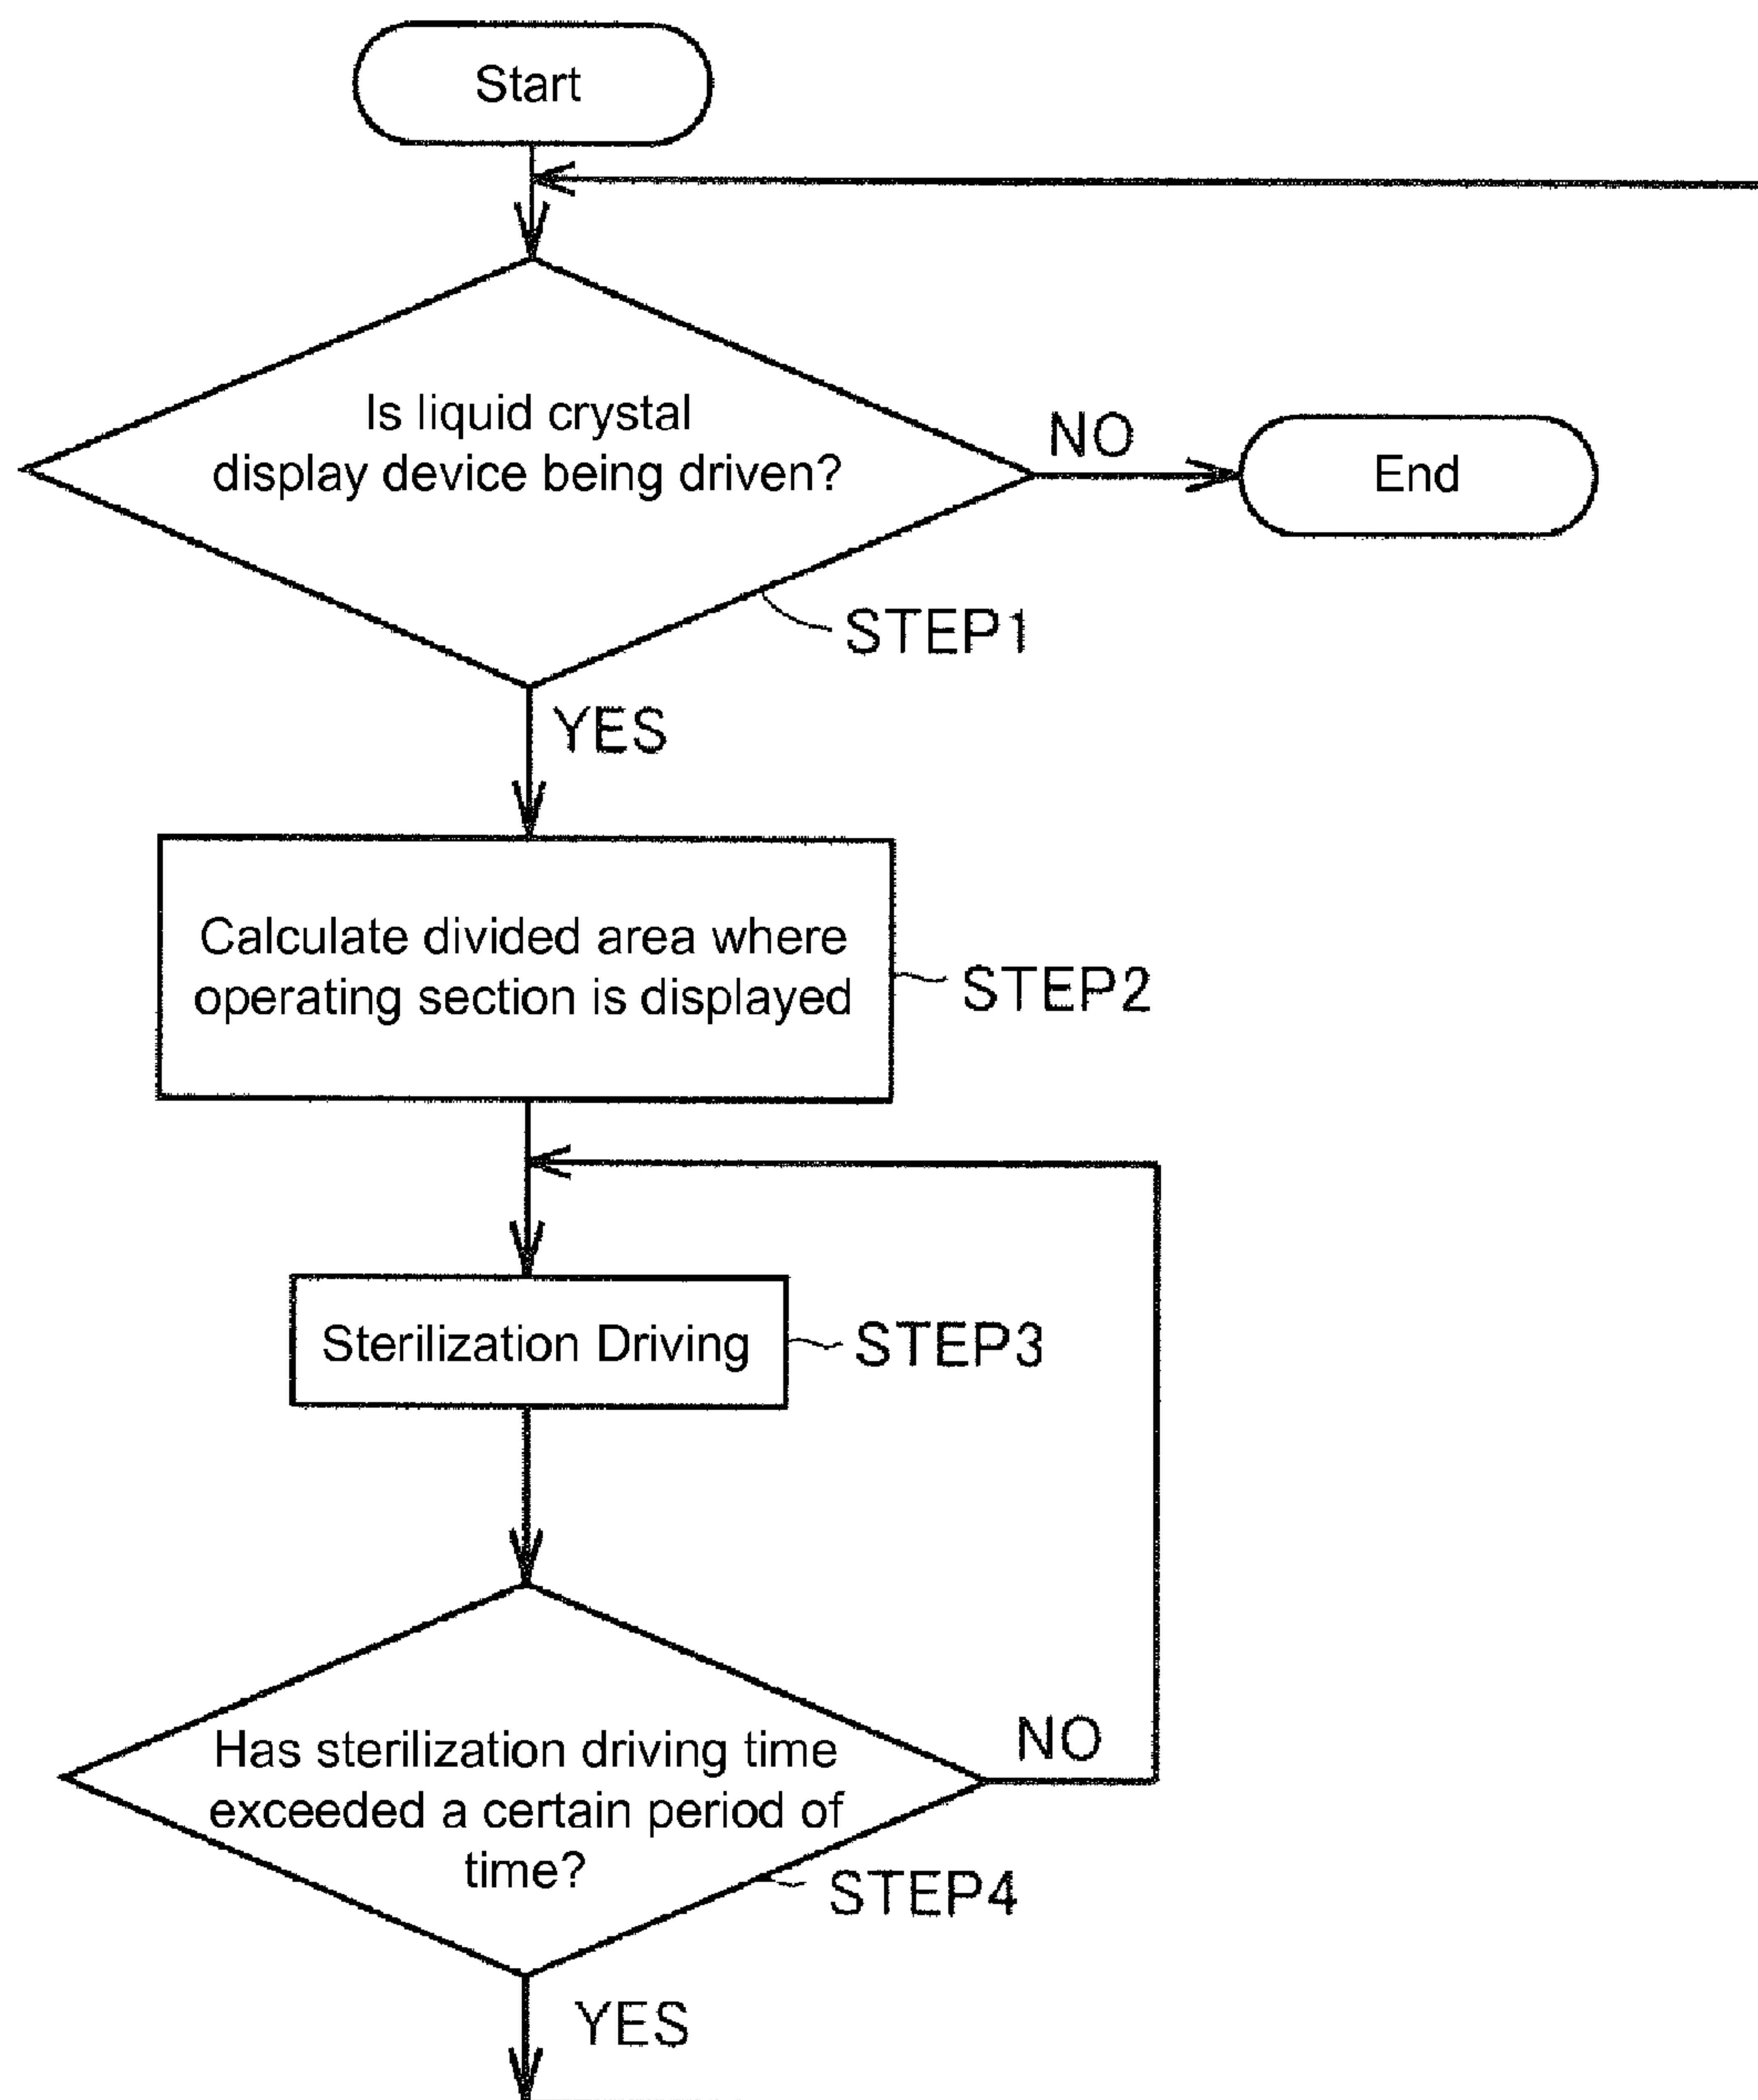 Start
Is liquid crystal
display device being driven?
NO
End
STEP1
YES
Calculate divided area where
operating section is displayed
STEP2
Sterilization Driving
STEP3
Has sterilization driving time
exceeded a certain period of
time?
NO
STEP4
YES